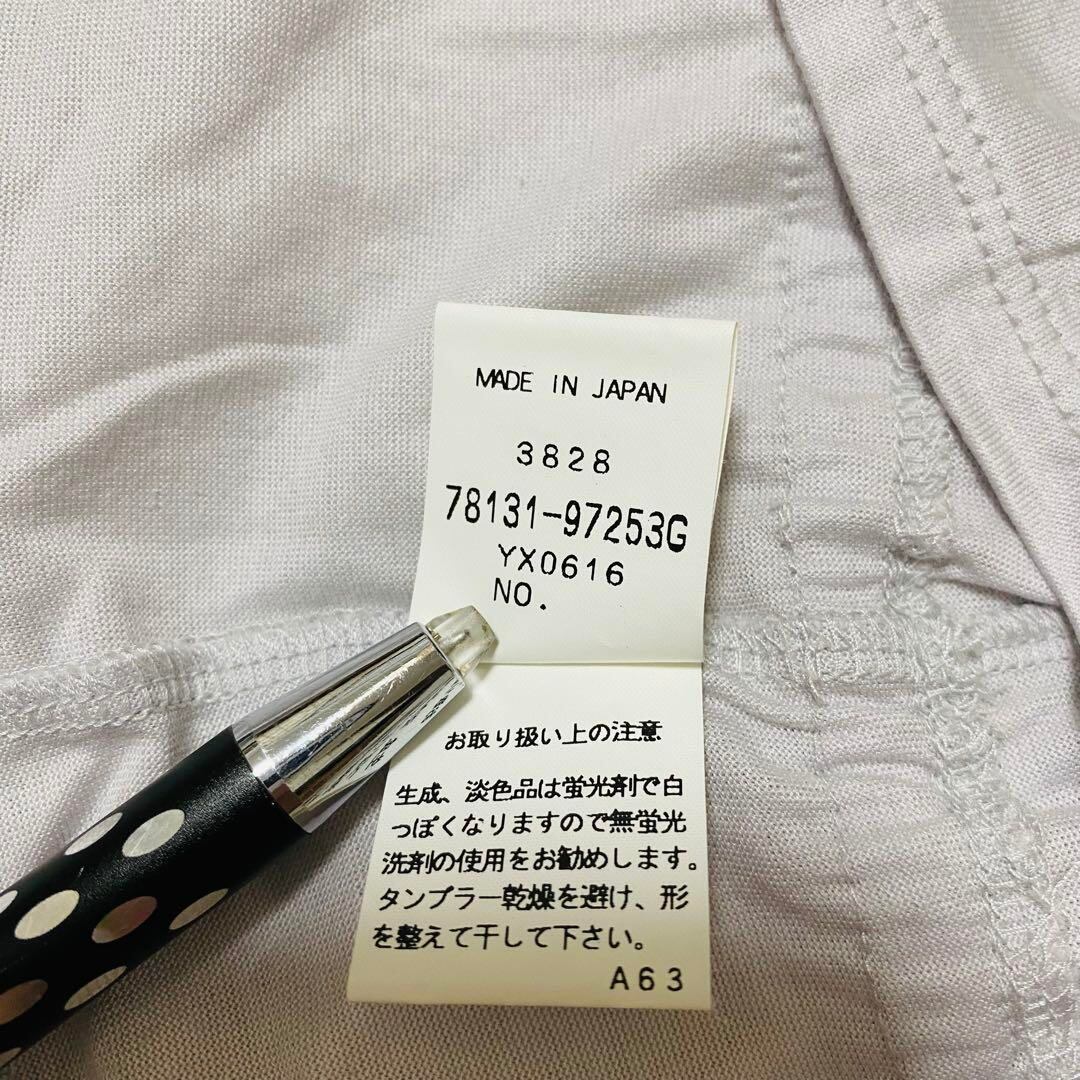 MADE IN JAPAN
3828
78131-97253G
YX0616
NO.
お取り扱い上の注意
生成、淡色品は蛍光剤で白
っぽくなりますので無蛍光
洗剤の使用をお勧めします。
タンブラー乾燥を避け、形
を整えて干して下さい。
A63